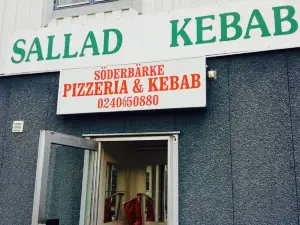 SALLAD KEBAB
SÖDERBÄRKE
PIZZERIA & KEBAB
0240650880